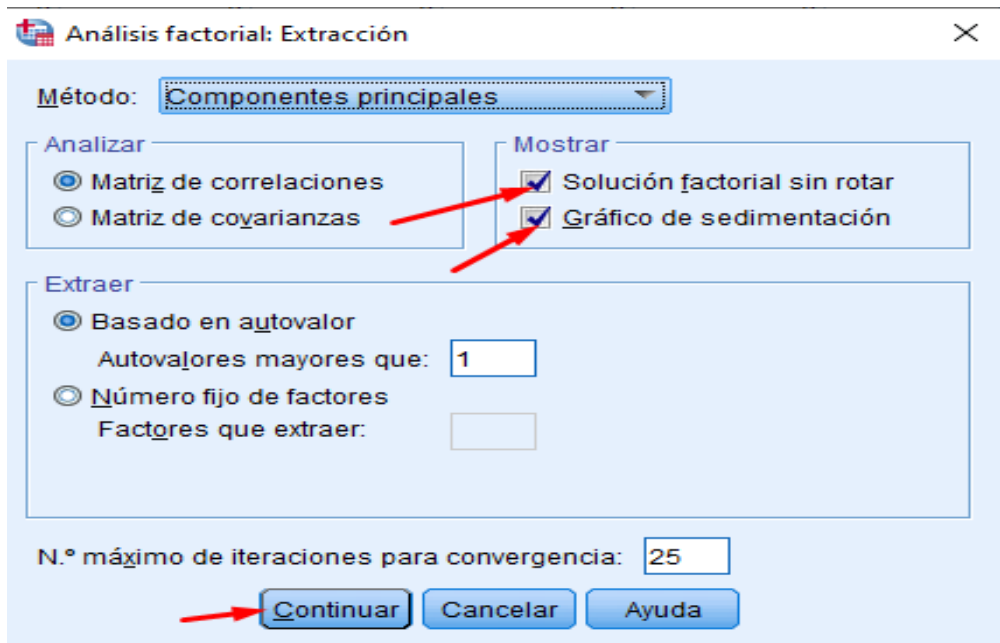 Análisis factorial: Extracción
Método: Componentes principales
Analizar
Matriz de correlaciones
Matriz de covarianzas
Mostrar
Solución factorial sin rotar
Gráfico de sedimentación
Extraer
Basado en autovalor
Autovalores mayores que: 1
Número fijo de factores
Factores que extraer:
N.º máximo de iteraciones para convergencia: 25
Continuar Cancelar Ayuda